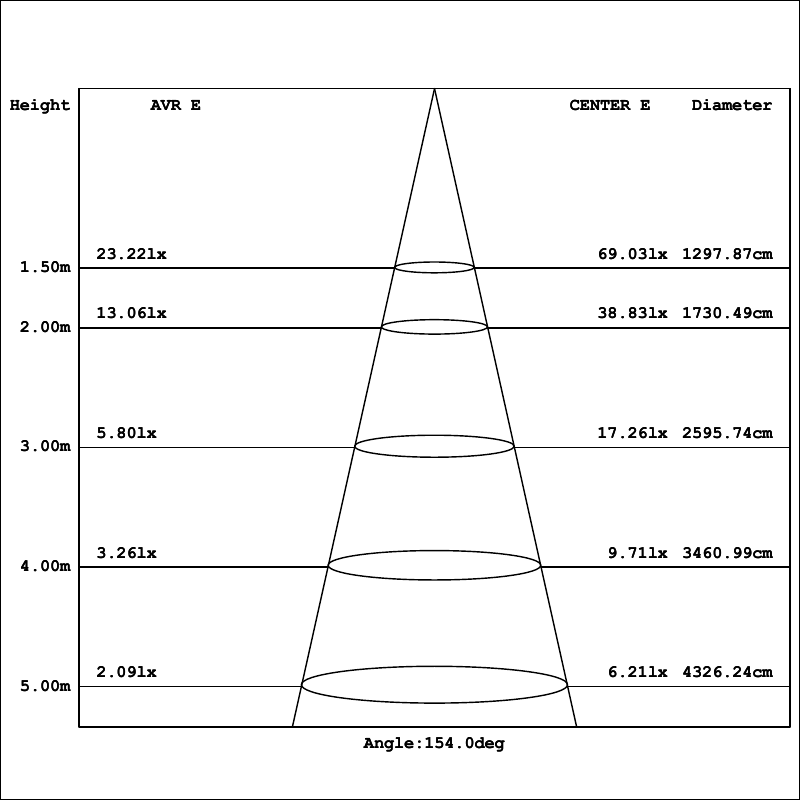 Height AVR E CENTER E Diameter
23.22lx 69.03lx 1297.87cm
1.50m
13.06lx 38.83lx 1730.49cm
2.00m
5.80lx 17.26lx 2595.74cm
3.00m
3.26lx 9.71lx 3460.99cm
4.00m
2.09lx 6.21lx 4326.24cm
5.00m
Angle:154.0deg